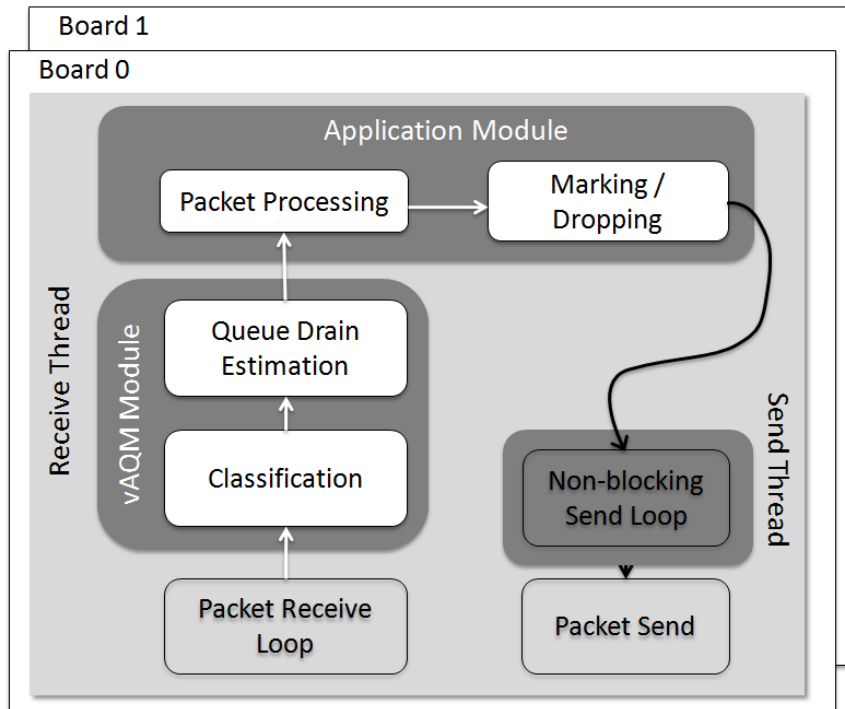 Board 1
Board 0
Application Module
Packet Processing
Marking /
Dropping
Receive Thread
vAQM Module
Queue Drain
Estimation
Classification
Send Thread
Non-blocking
Send Loop
Packet Receive
Loop
Packet Send